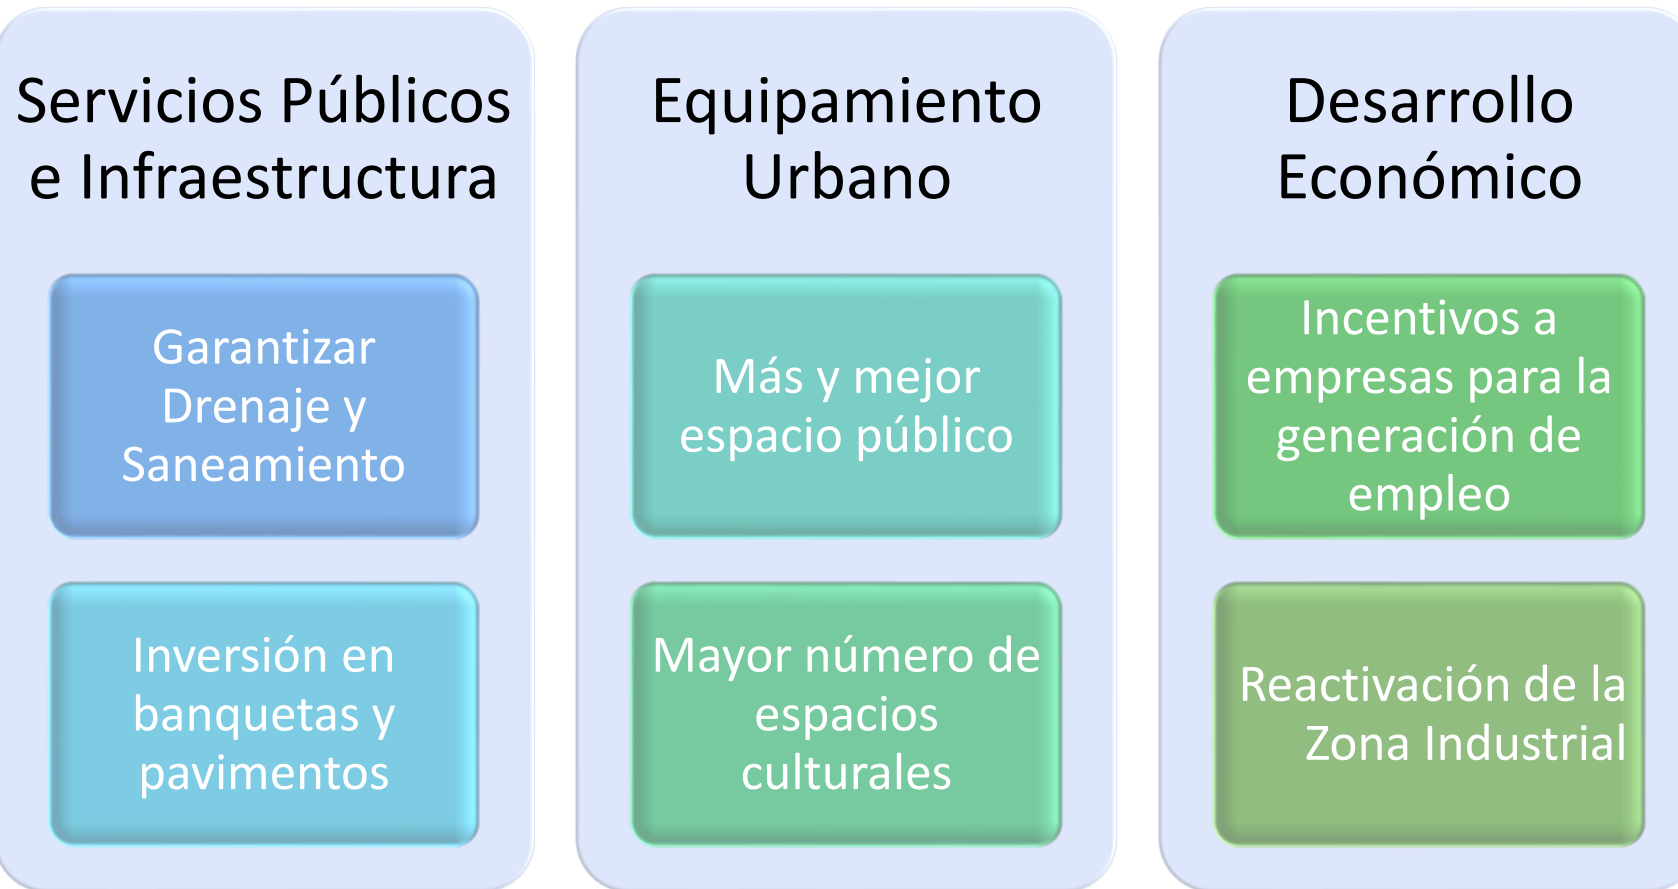 Servicios Públicos
e Infraestructura
Garantizar
Drenaje y
Saneamiento
Inversión en
banquetas y
pavimentos
Equipamiento
Urbano
Más y mejor
espacio público
Mayor número de
espacios
culturales
Desarrollo
Económico
Incentivos a
empresas para la
generación de
empleo
Reactivación de la
Zona Industrial